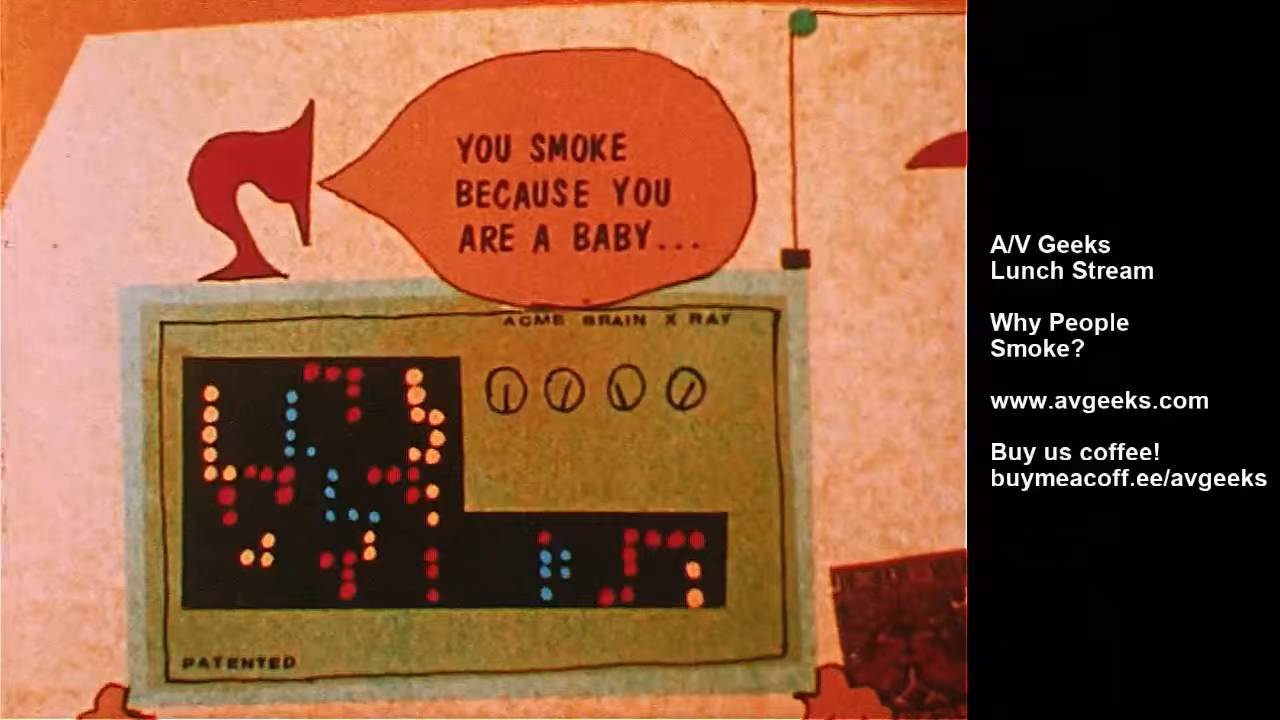 YOU SMOKE
BECAUSE YOU
ARE A BABY...
ACME BRAIN X RAY
PATENTED
A/V Geeks
Lunch Stream
Why People
Smoke?
www.avgeeks.com
Buy us coffee!
buymeacoff.ee/avgeeks